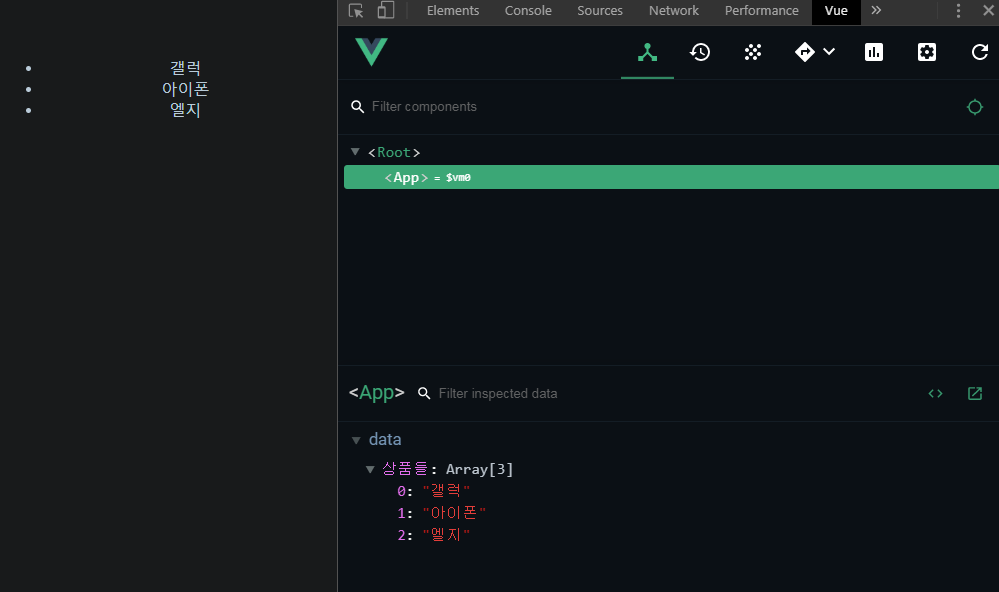 Elements Console Sources Network Performance Vue »
갤럭
아이폰
엘지
Filter components
<Root>
<App> = $vm0
<App> Filter inspected data <>
data
상품들: Array[3]
0: "갤럭"
1: "아이폰"
2: "엘지"